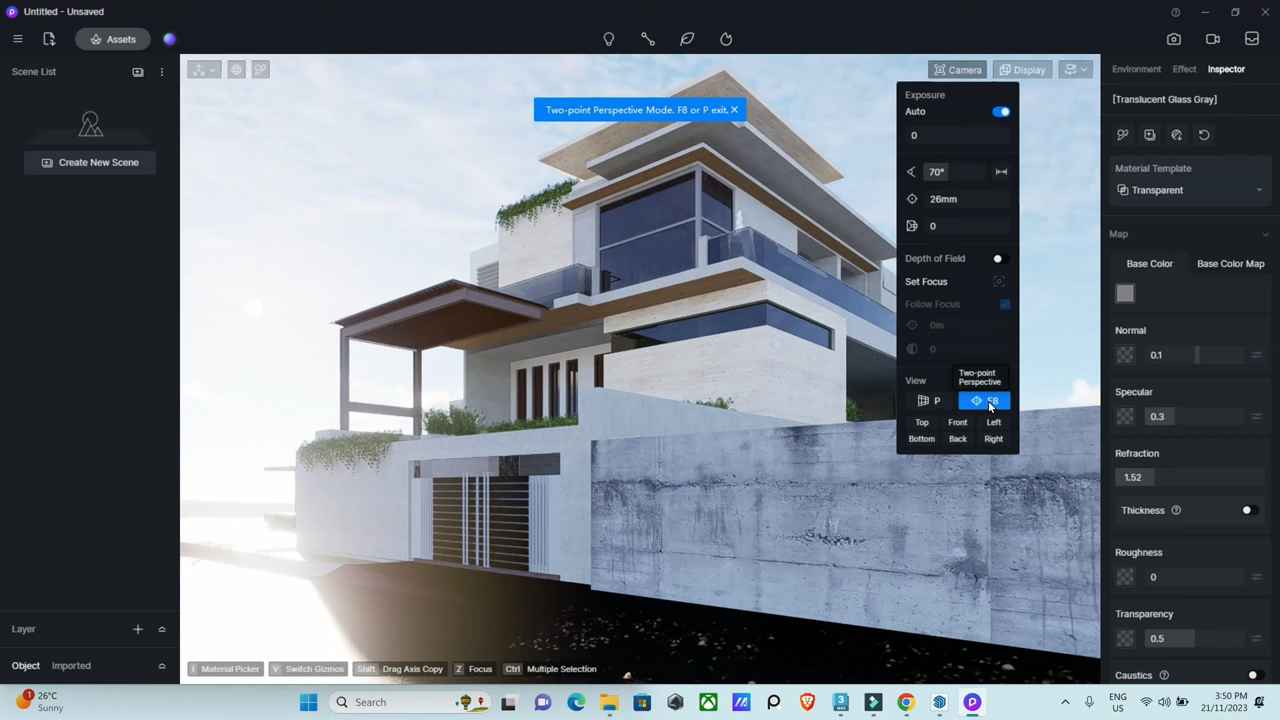 Untitled - Unsaved
Assets
Scene List
Create New Scene
Layer
Object
Imported
Two-point Perspective Mode. F8 or P exit.
Camera
Display
Exposure
Auto
0
70°
26mm
0
Depth of Field
Set Focus
Follow Focus
0m
0
View
Two-point
Perspective
P
F8
Top Front Left
Bottom Back Right
Environment Effect Inspector
[Translucent Glass Gray]
Material Template
Transparent
Map
Base Color Base Color Map
Normal
0.1
Specular
0.3
Refraction
1.52
Thickness
Roughness
0
Transparency
0.5
Caustics
I Material Picker V Switch Gizmos Shift Drag Axis Copy Z Focus Ctrl Multiple Selection
1
26°C
Sunny
Search
3
ENG
US
3:50 PM
21/11/2023